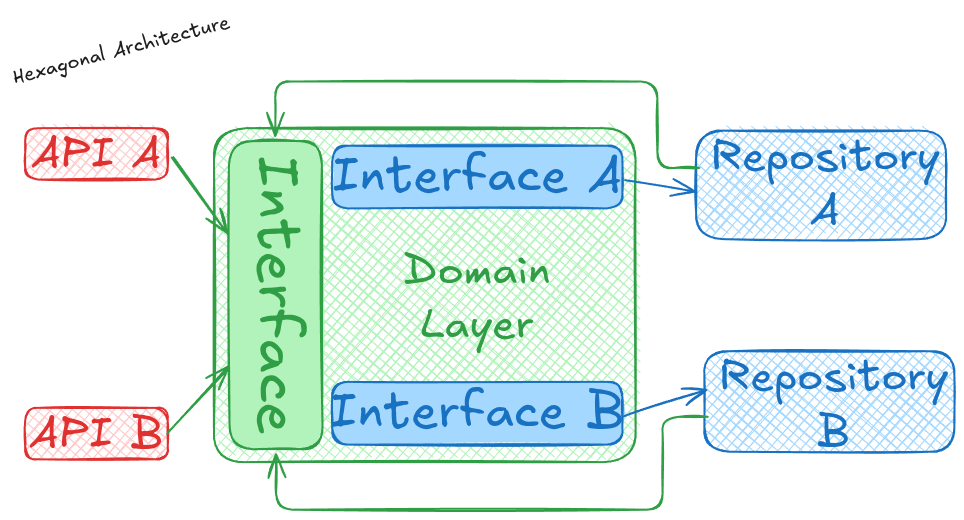 Hexagonal Architecture
API A
Interface
Interface A
Repository
A
Domain
Layer
API B
Interface B
Repository
B